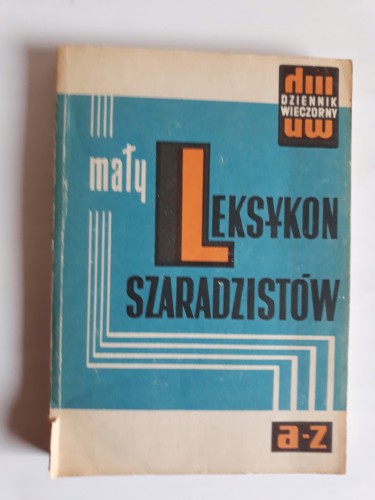 dw
DZIENNIK
WIECZORNY
dw
mały
LEKSYKON
SZARADZISTÓW
a-z